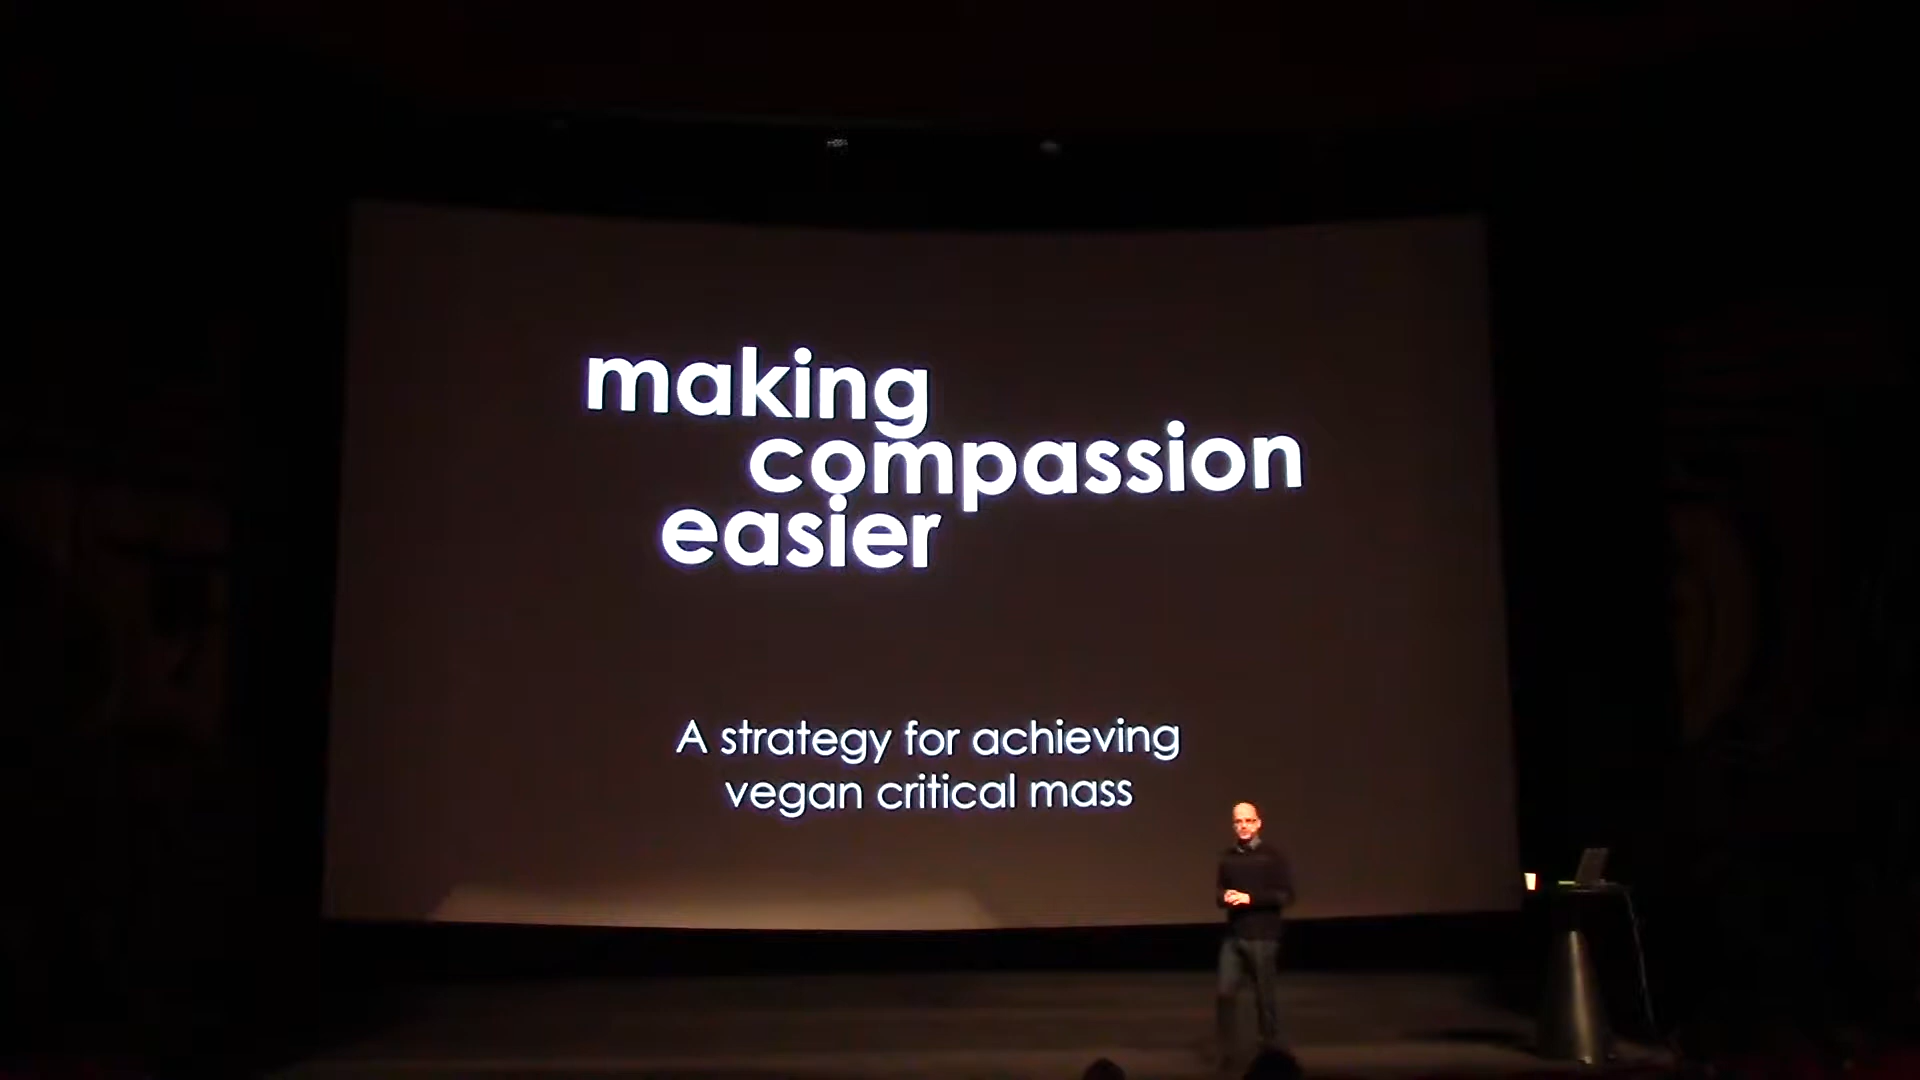 making
compassion
easier
A strategy for achieving
vegan critical mass